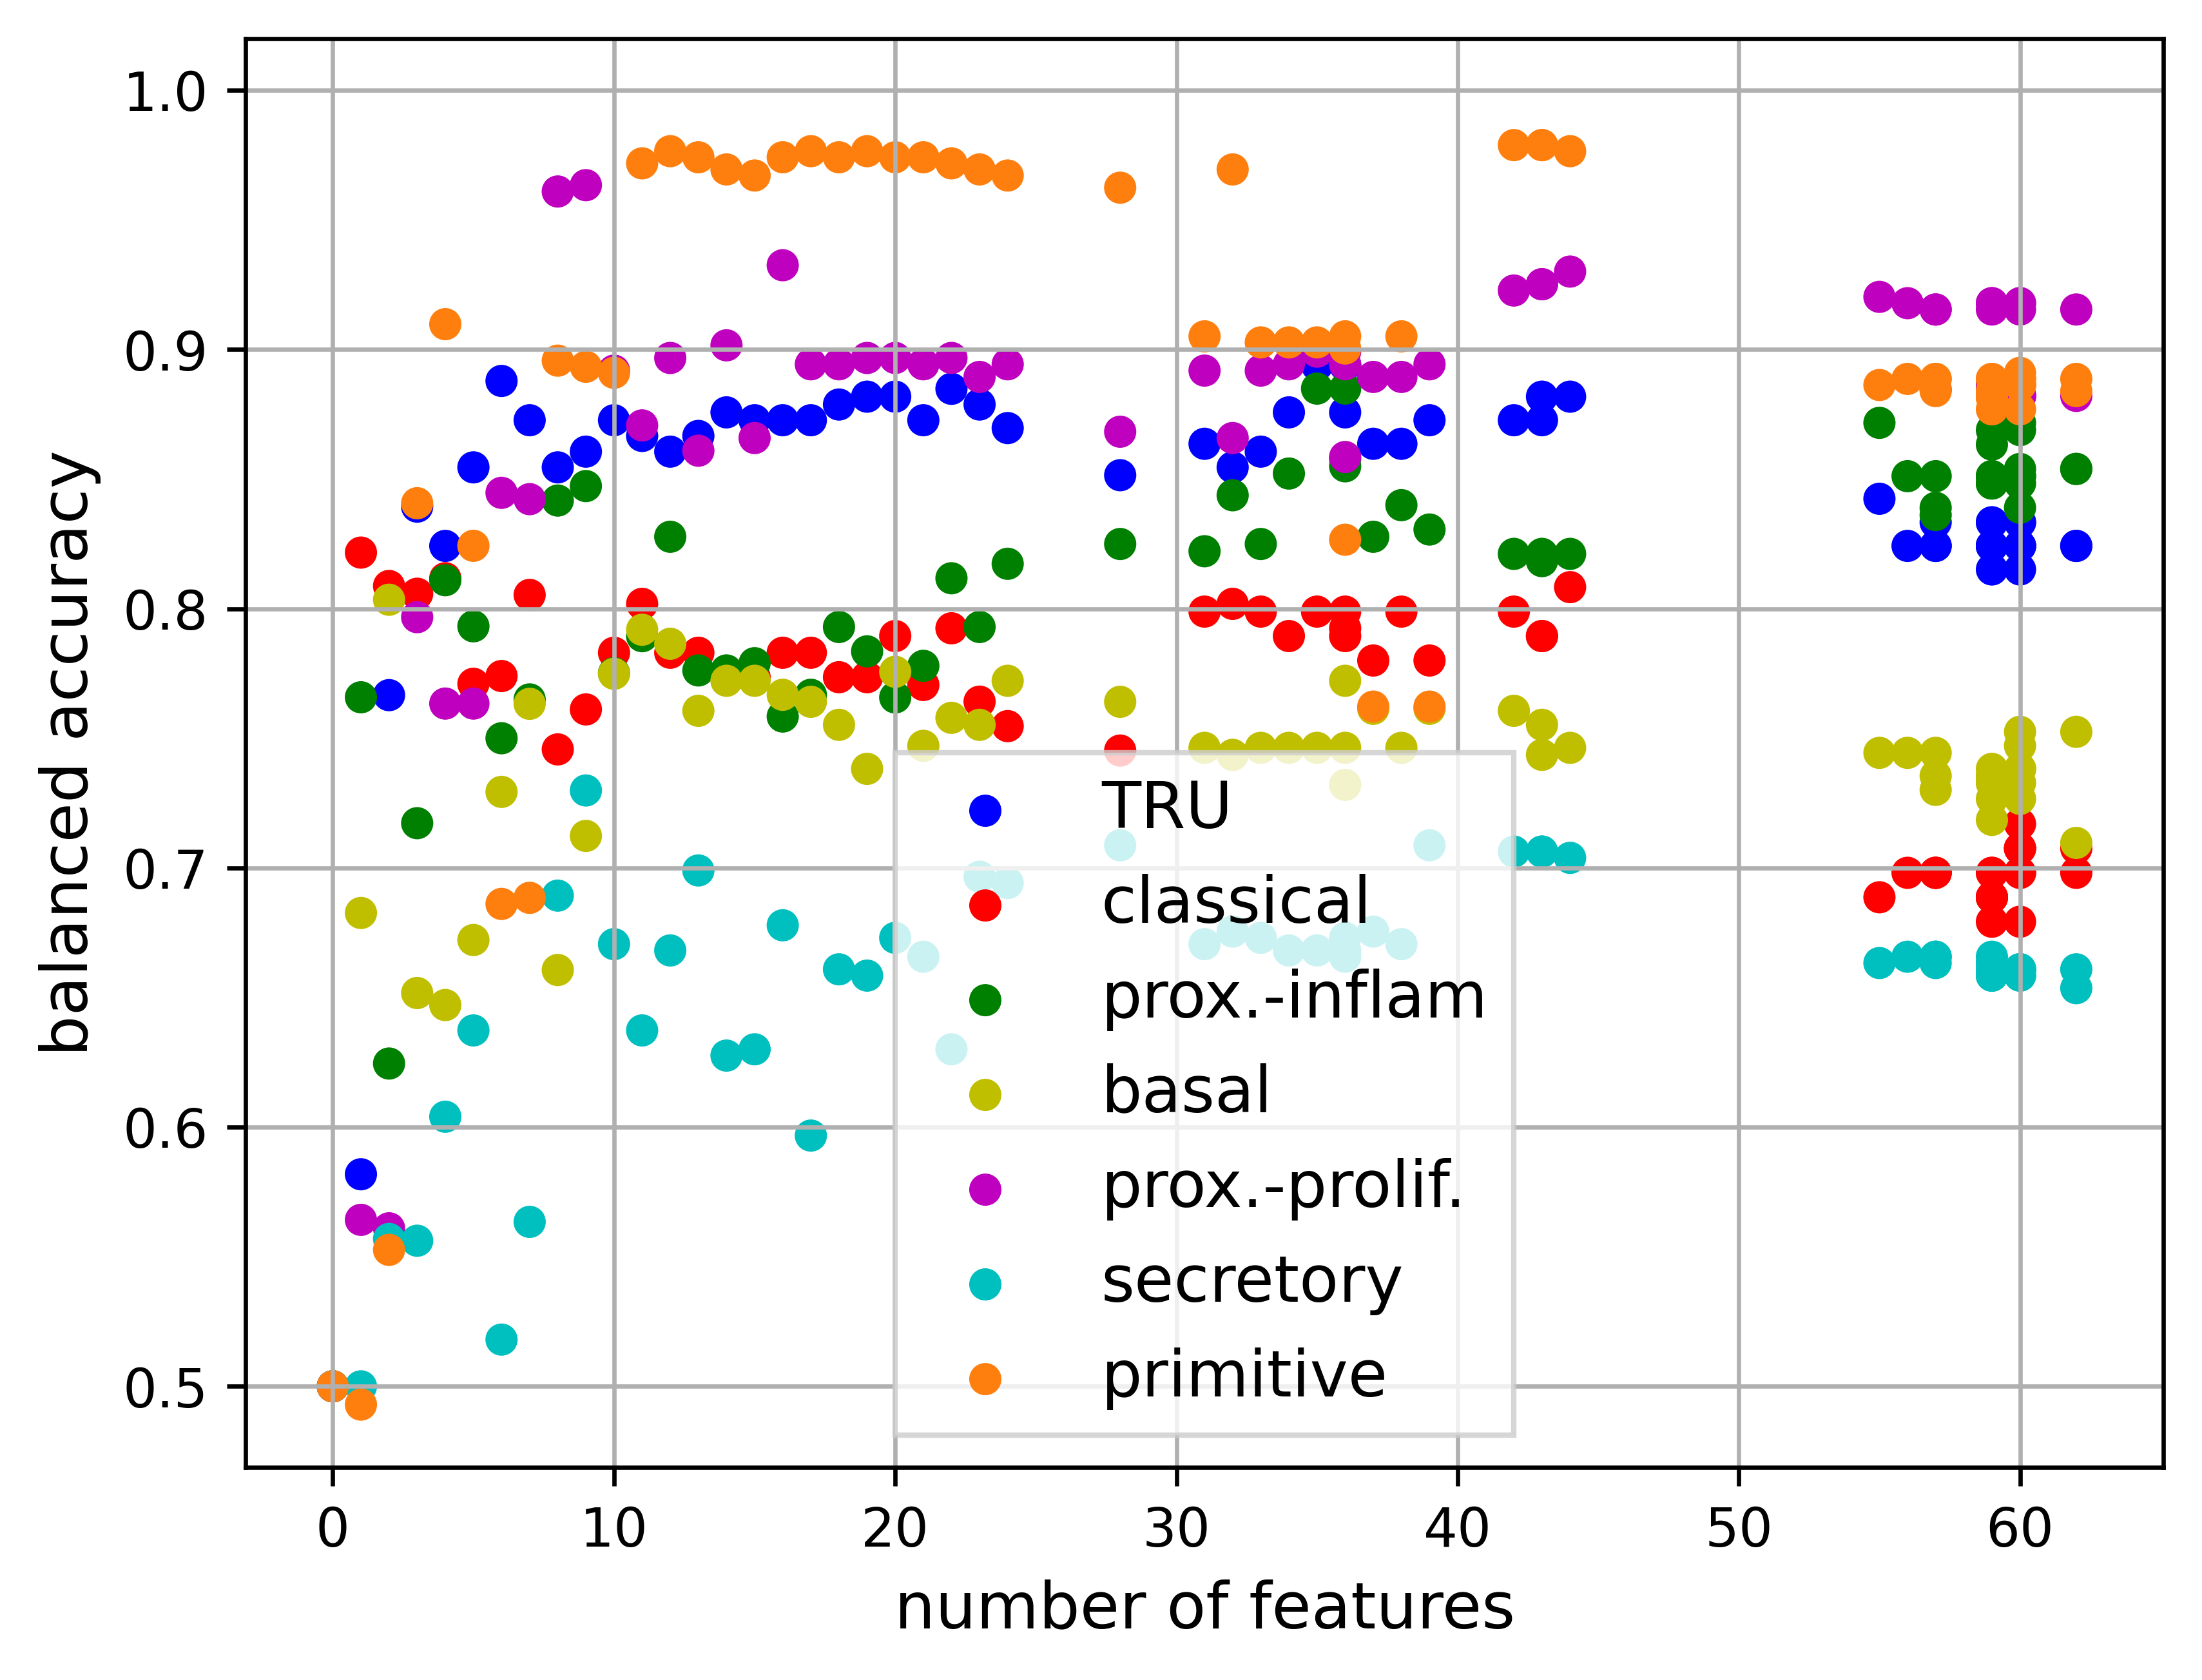 1.0
0.9
0.8
0.7
0.6
0.5
balanced accuracy
TRU
classical
prox.-inflam
basal
prox.-prolif.
secretory
primitive
0 10 20 30 40 50 60
number of features